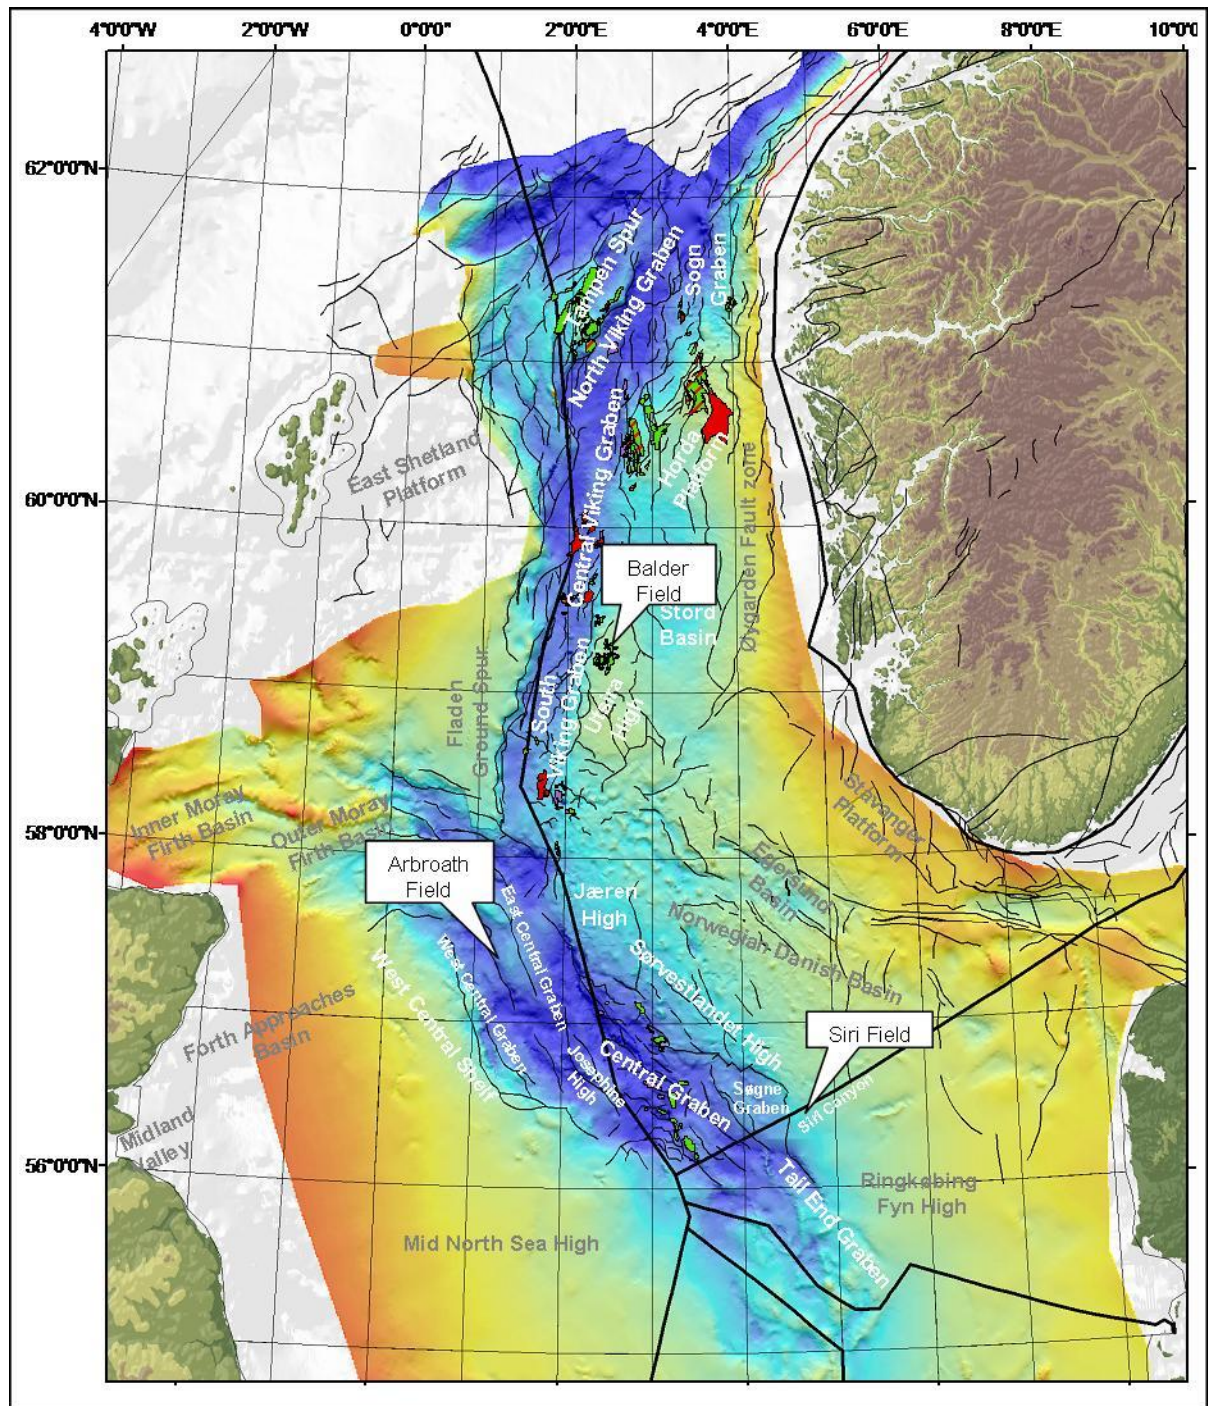 4°0'0"W
2°0'0"W
0°0'0"
2°0'0"E
4°0'0"E
6°0'0"E
8°0'0"E
62°0'0"N
60°0'0"N
58°0'0"N
56°0'0"N
Tampen Spur
North Viking Graben
Sogn
Graben
East Shetland
Platform
Central Viking Graben
Horda
Platform
Øygarden Fault zone
Balder
Field
Stord
Basin
Fladen
Ground Spur
South
Viking Graben
Utsira
High
Inner Moray
Firth Basin
Outer Moray
Firth Basin
Stavanger
Platform
Arbroath
Field
Egersund
Basin
Jæren
High
East Central Graben
West Central Graben
West Central Shelf
Norwegian Danish Basin
Sørvestlandet High
Forth Approaches
Basin
Siri Field
Josephine
High
Central Graben
Søgne
Graben
Siri Canyon
Midland
Valley
Tail End Graben
Ringkøbing
Fyn High
Mid North Sea High